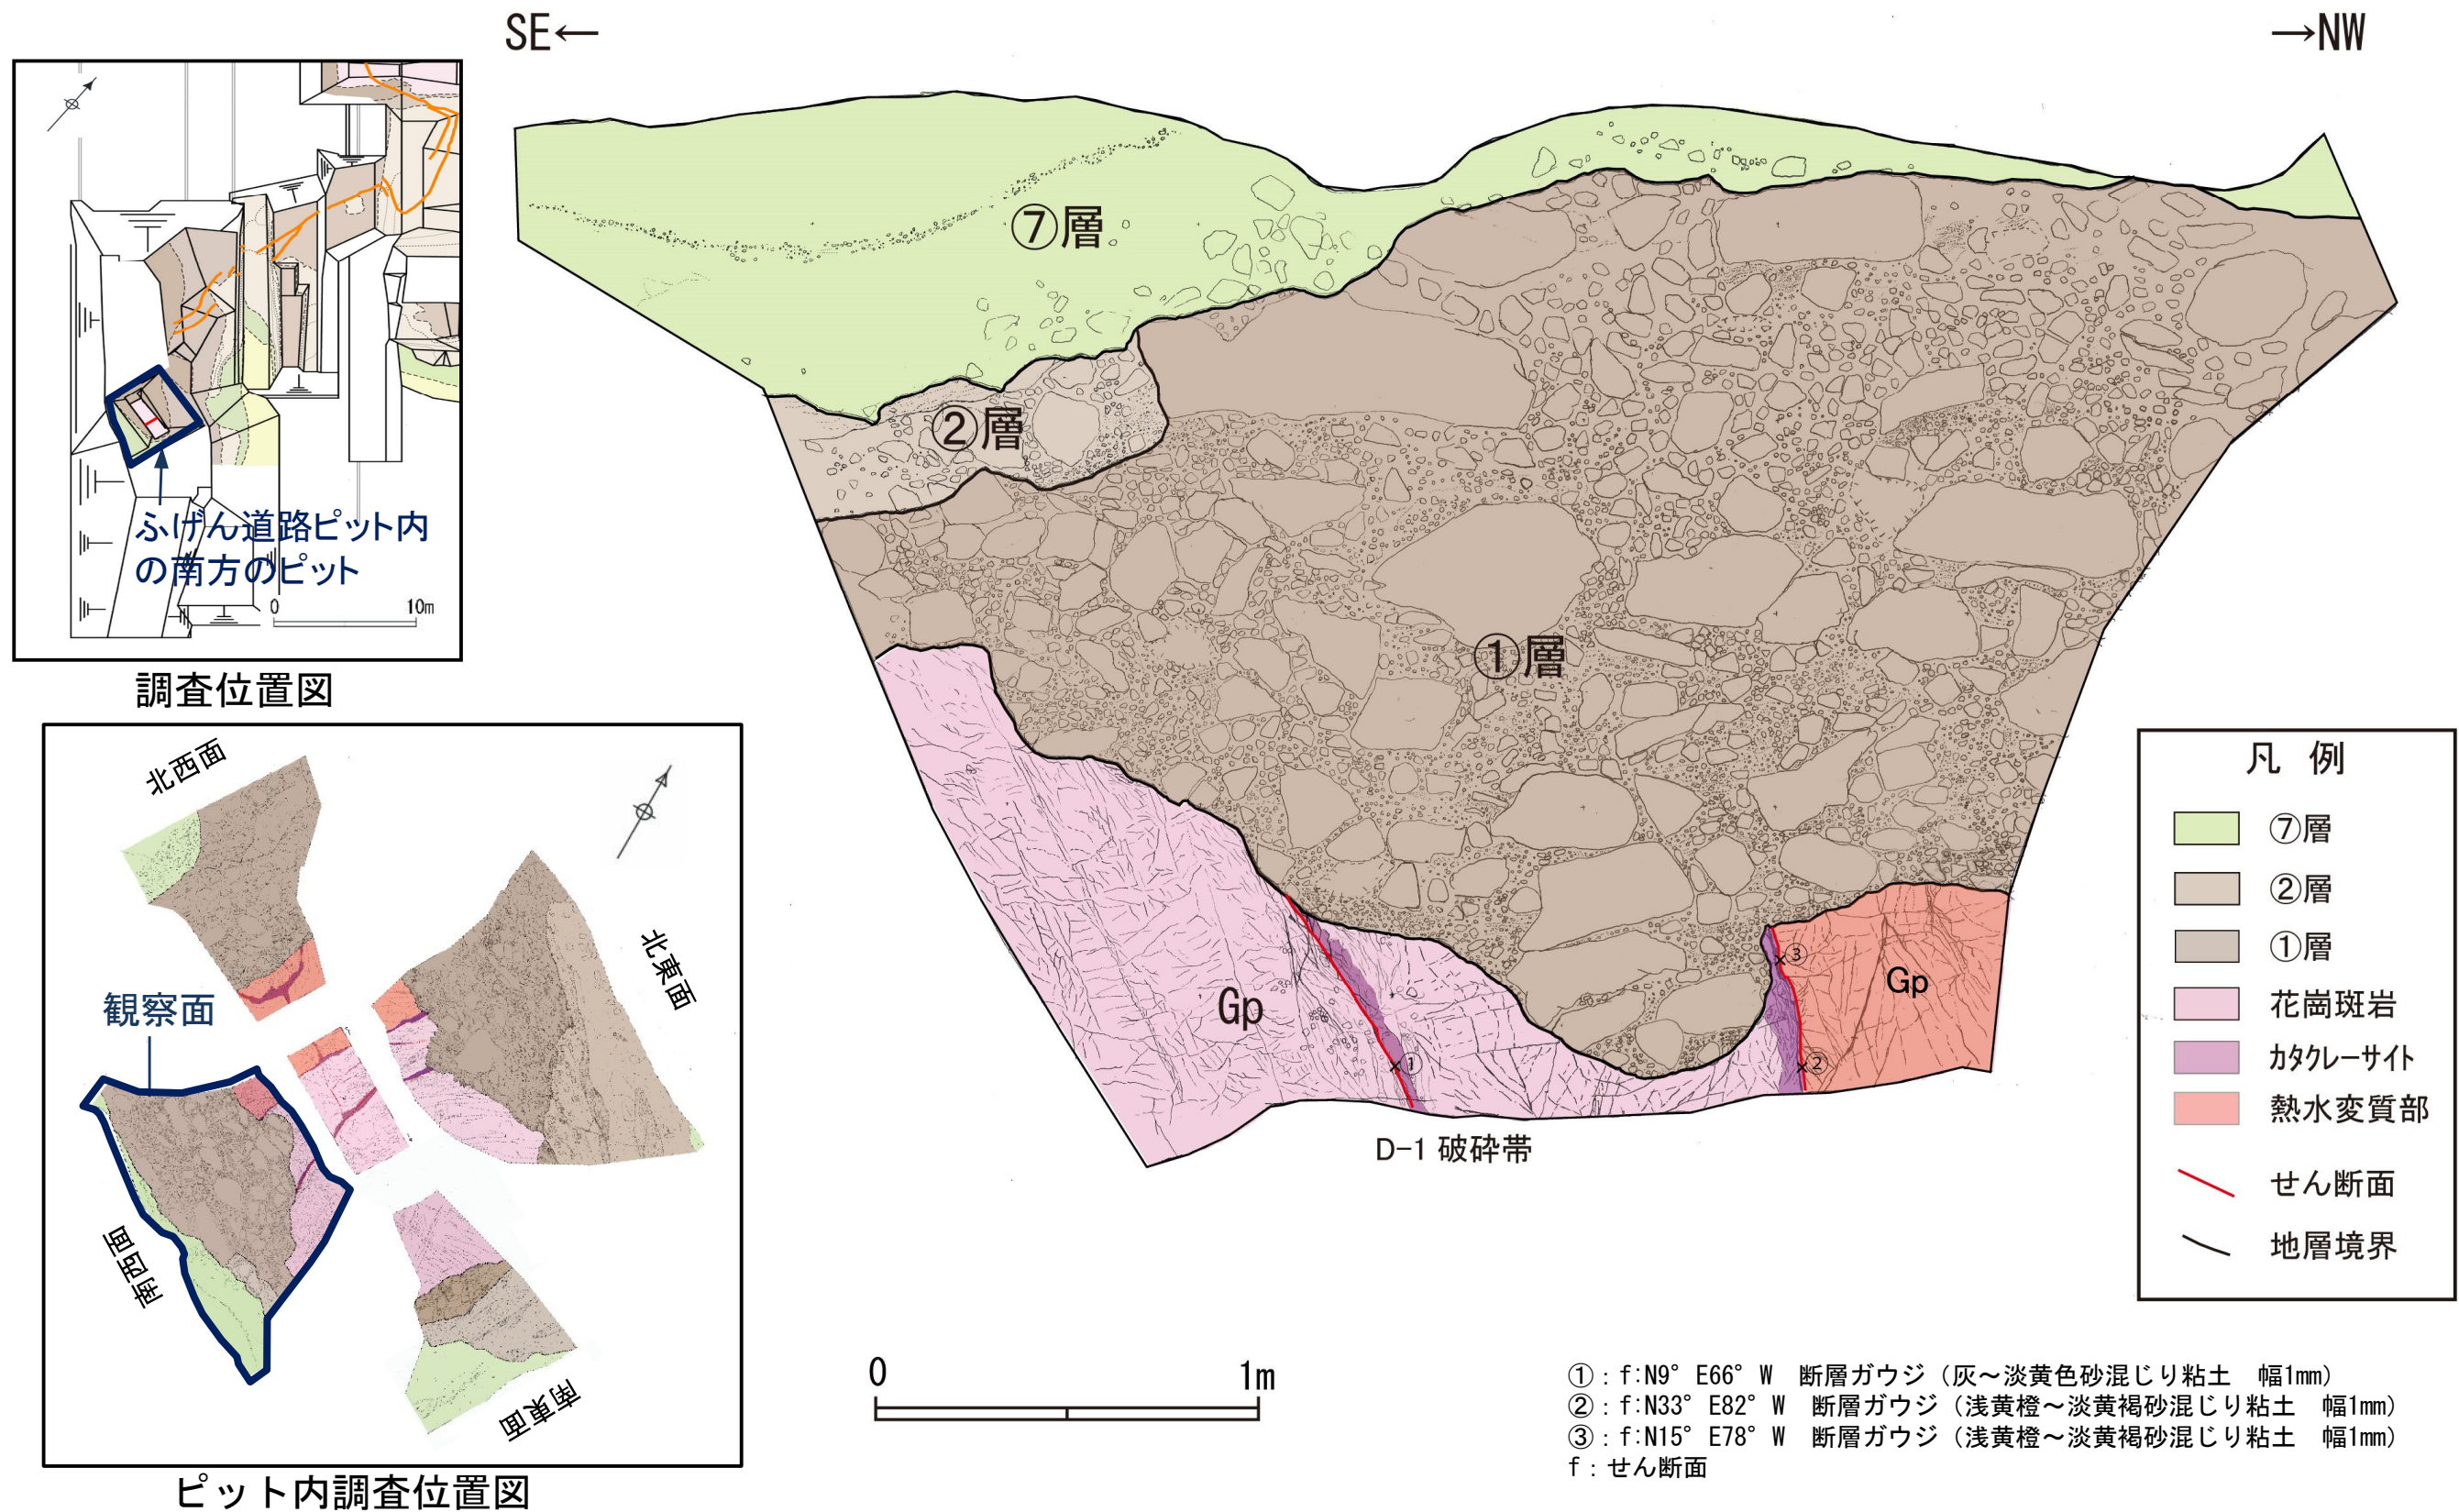 SE←
→NW
ふげん道路ピット内
の南方のピット
0
10m
調査位置図
⑦層
②層
①層
Gp
Gp
①
③
②
D-1 破砕帯
北西面
北東面
観察面
南西面
南東面
ピット内調査位置図
0
1m
凡 例
⑦層
②層
①層
花崗斑岩
カタクレーサイト
熱水変質部
せん断面
地層境界
①：f:N9° E66° W 断層ガウジ（灰～淡黄色砂混じり粘土 幅1mm）
②：f:N33° E82° W 断層ガウジ（浅黄橙～淡黄褐砂混じり粘土 幅1mm）
③：f:N15° E78° W 断層ガウジ（浅黄橙～淡黄褐砂混じり粘土 幅1mm）
f：せん断面